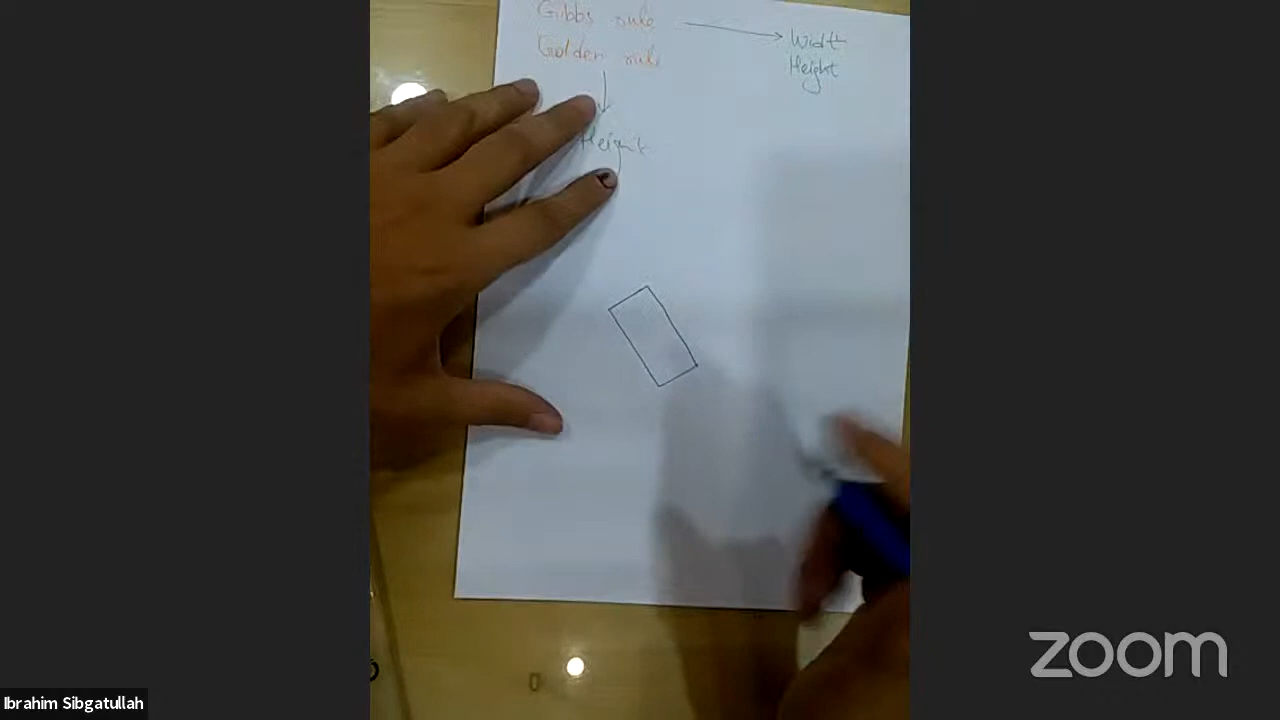 Gibbs rule
Golden rule
Width
Height
Height
zoom
Ibrahim Sibgatullah